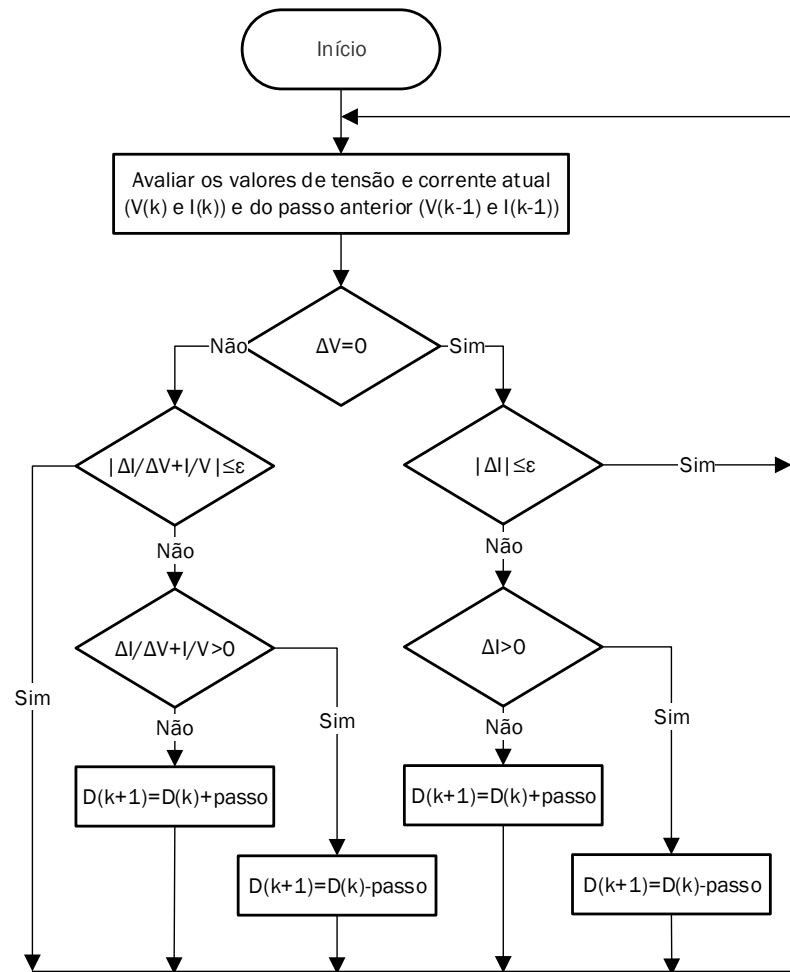 Início
Avaliar os valores de tensão e corrente atual
(V(k) e I(k)) e do passo anterior (V(k-1) e I(k-1))
ΔV=0
Não
Sim
|ΔI/ΔV+I/V|≤ε
|ΔI|≤ε
Sim
Não
Não
ΔI/ΔV+I/V>0
ΔI>0
Sim
Não
Sim
Não
Sim
D(k+1)=D(k)+passo
D(k+1)=D(k)+passo
D(k+1)=D(k)-passo
D(k+1)=D(k)-passo